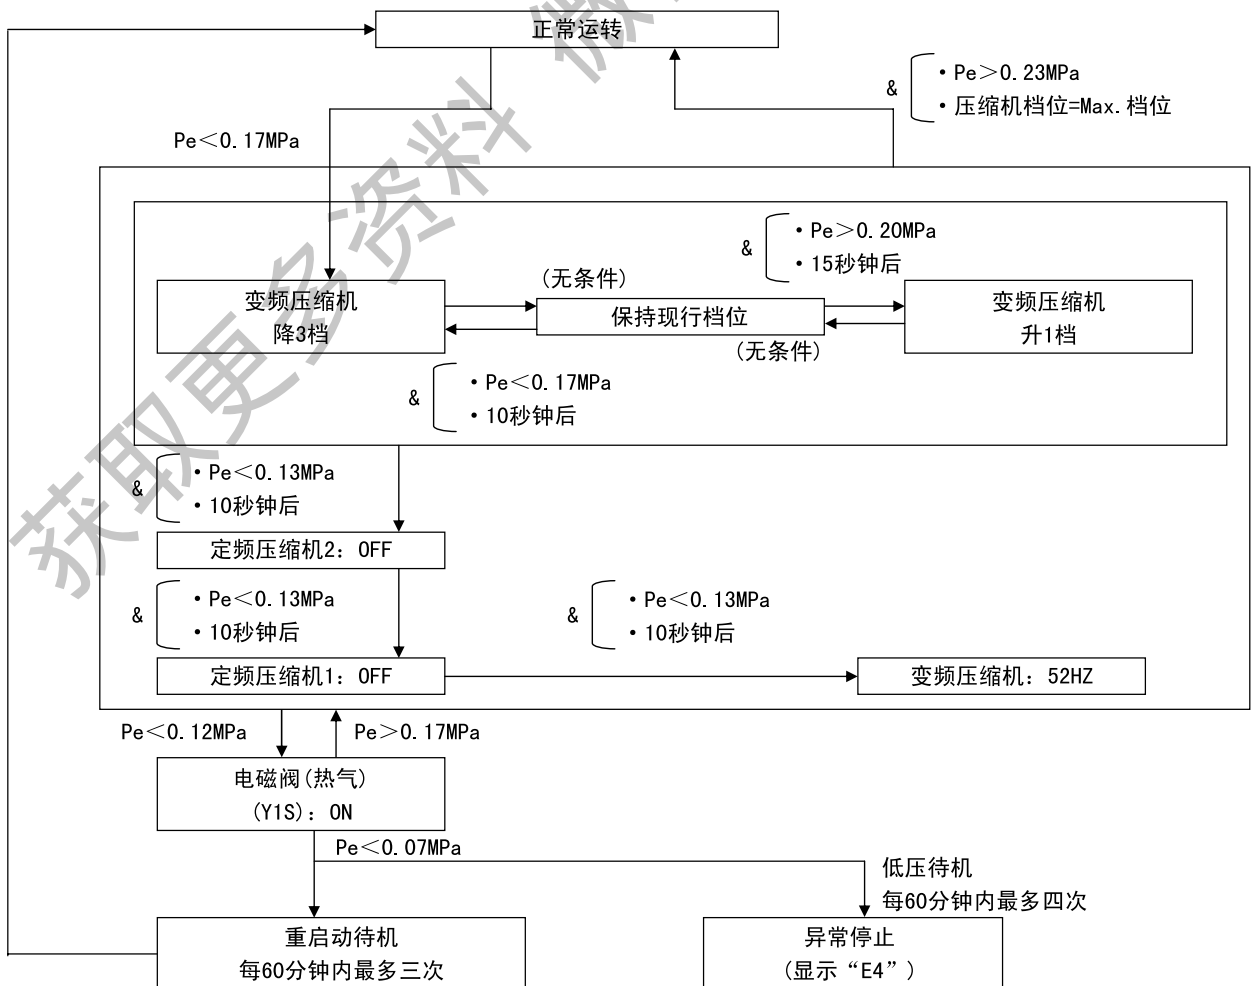 正常运转
&
・Pe＞0.23MPa
・压缩机档位=Max.档位
Pe＜0.17MPa
&
・Pe＞0.20MPa
・15秒钟后
变频压缩机
降3档
(无条件)
保持现行档位
(无条件)
变频压缩机
升1档
&
・Pe＜0.17MPa
・10秒钟后
&
・Pe＜0.13MPa
・10秒钟后
定频压缩机2：OFF
&
・Pe＜0.13MPa
・10秒钟后
&
・Pe＜0.13MPa
・10秒钟后
定频压缩机1：OFF
变频压缩机：52HZ
Pe＜0.12MPa
Pe＞0.17MPa
电磁阀(热气)
(Y1S)：ON
Pe＜0.07MPa
低压待机
每60分钟内最多四次
重启动待机
每60分钟内最多三次
异常停止
(显示“E4”)
获取更多资料 微